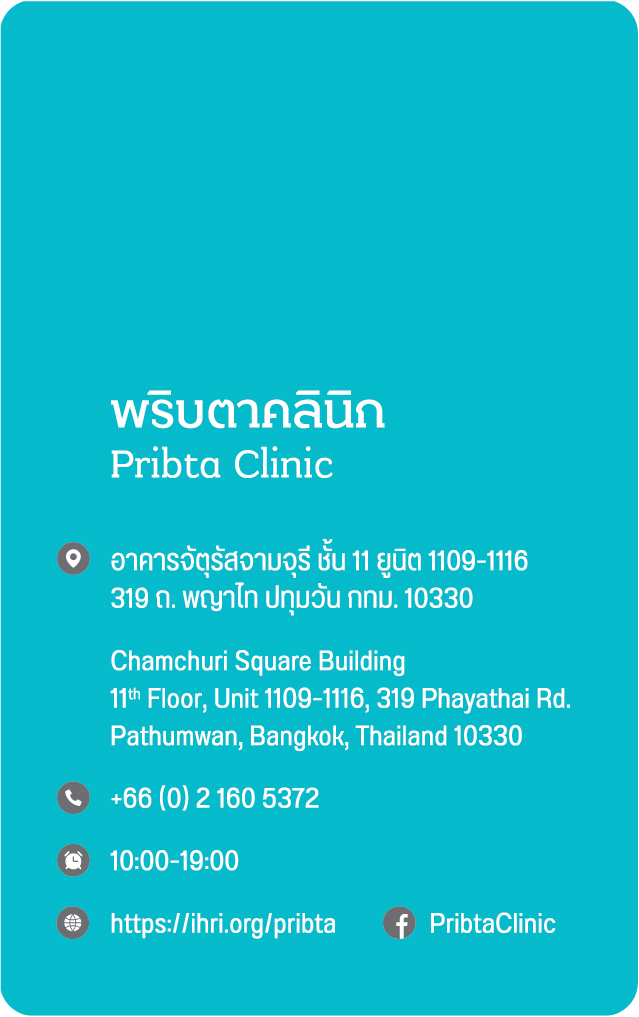 พริบตาคลินิก
Pribta Clinic
อาคารจัตุรัสจามจุรี ชั้น 11 ยูนิต 1109-1116
319 ถ. พญาไท ปทุมวัน กทม. 10330
Chamchuri Square Building
11th Floor, Unit 1109-1116, 319 Phayathai Rd.
Pathumwan, Bangkok, Thailand 10330
+66 (0) 2 160 5372
10:00-19:00
https://ihri.org/pribta PribtaClinic